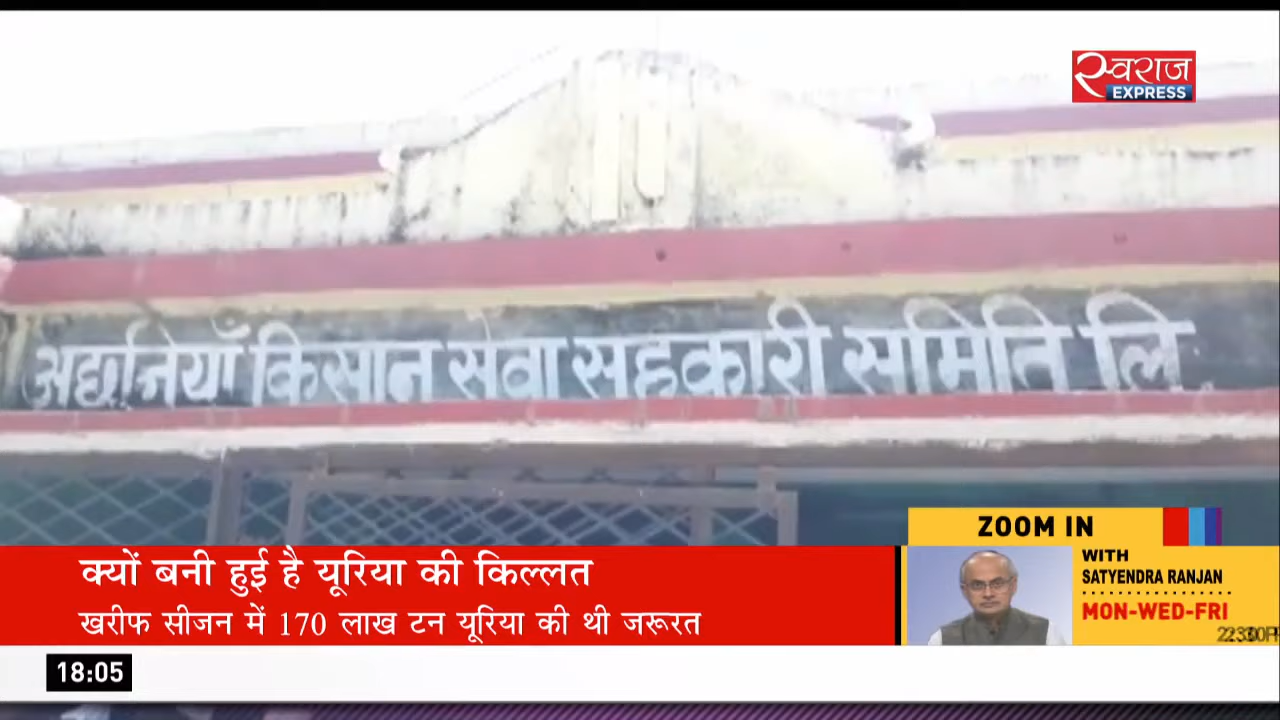 स्वराज
EXPRESS
अछनियाँ किसान सेवा सहकारी समिति लि.
ZOOM IN
WITH
SATYENDRA RANJAN
MON-WED-FRI
क्यों बनी हुई है यूरिया की किल्लत
खरीफ सीजन में 170 लाख टन यूरिया की थी जरूरत
18:05